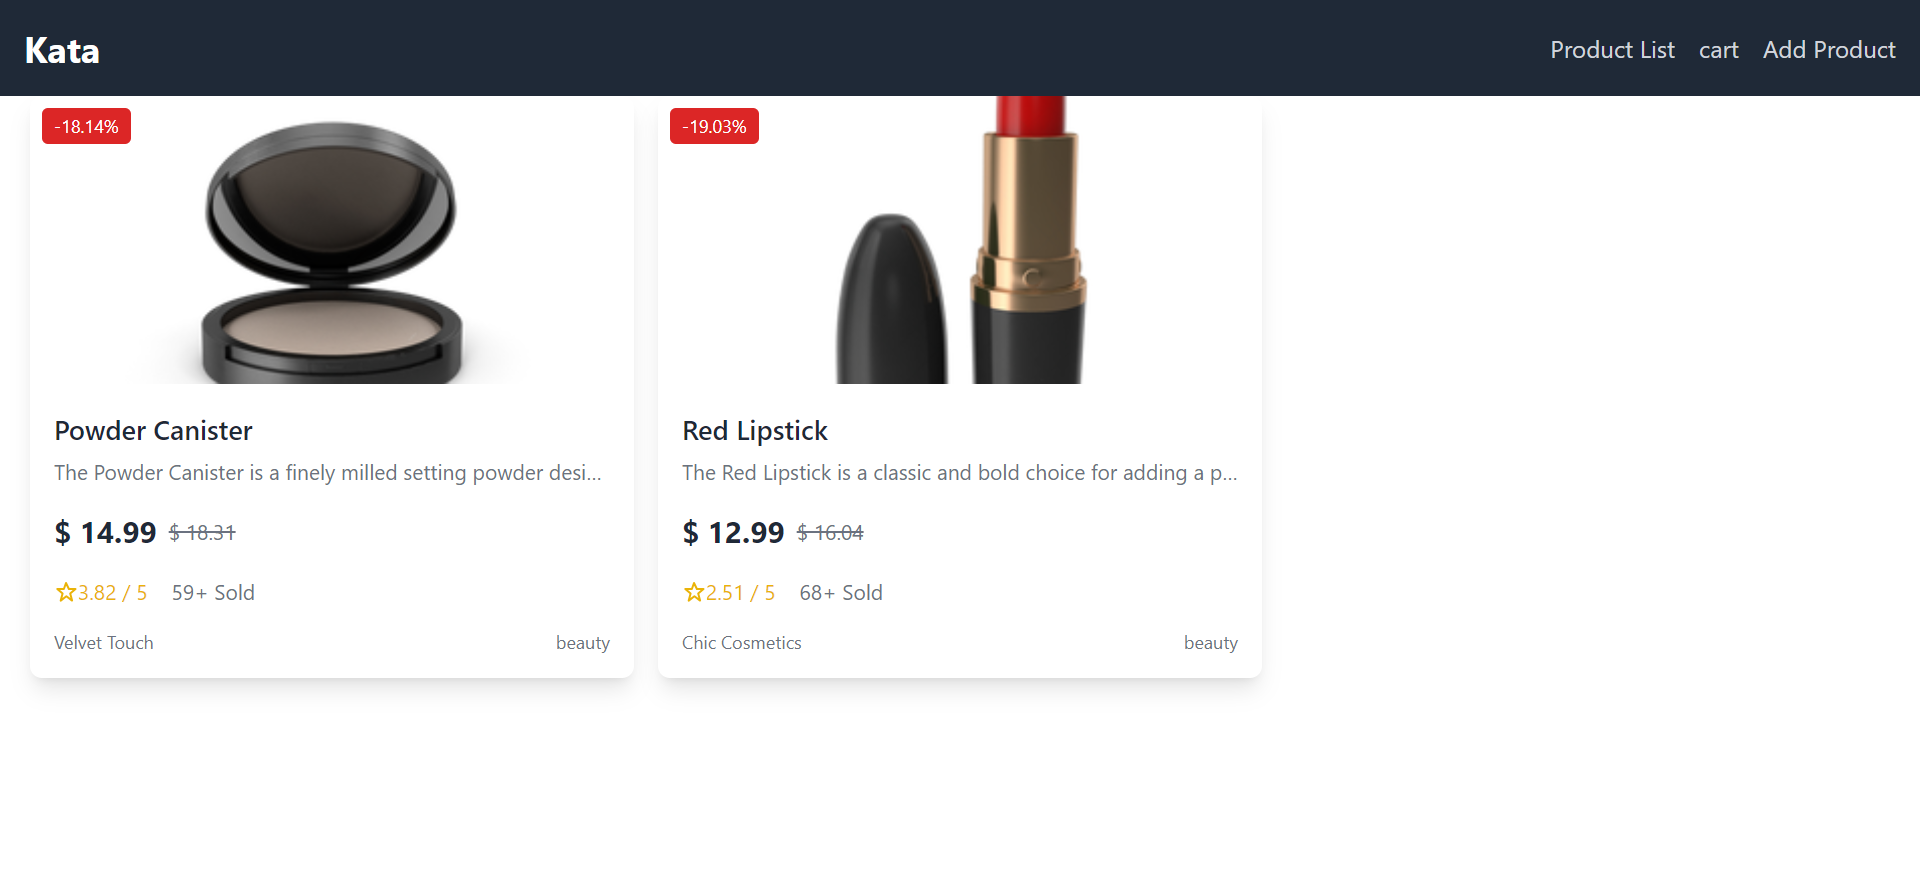 Kata
Product List cart Add Product
-18.14%
Powder Canister
The Powder Canister is a finely milled setting powder desi...
$ 14.99 $ 18.31
3.82 / 5 59+ Sold
Velvet Touch beauty
-19.03%
Red Lipstick
The Red Lipstick is a classic and bold choice for adding a p...
$ 12.99 $ 16.04
2.51 / 5 68+ Sold
Chic Cosmetics beauty